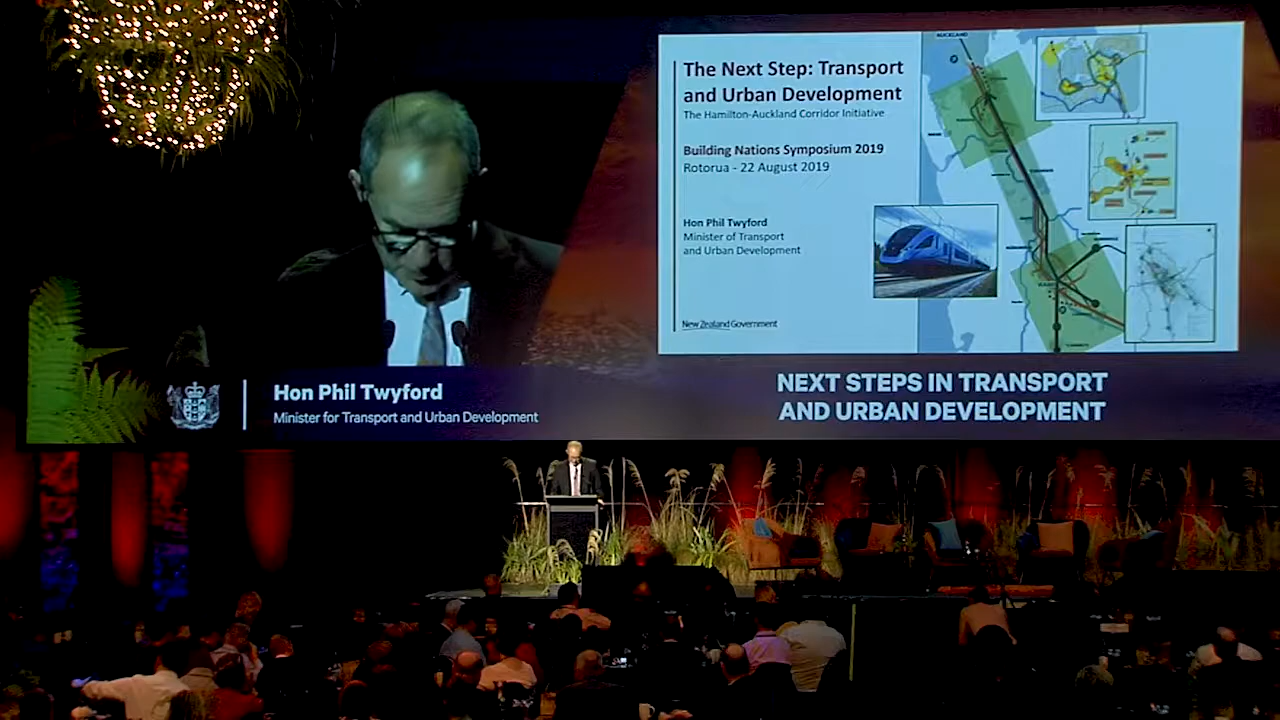 The Next Step: Transport
and Urban Development
The Hamilton-Auckland Corridor Initiative
Building Nations Symposium 2019
Rotorua - 22 August 2019
Hon Phil Twyford
Minister of Transport
and Urban Development
New Zealand Government
AUCKLAND
Hon Phil Twyford
Minister for Transport and Urban Development
NEXT STEPS IN TRANSPORT
AND URBAN DEVELOPMENT